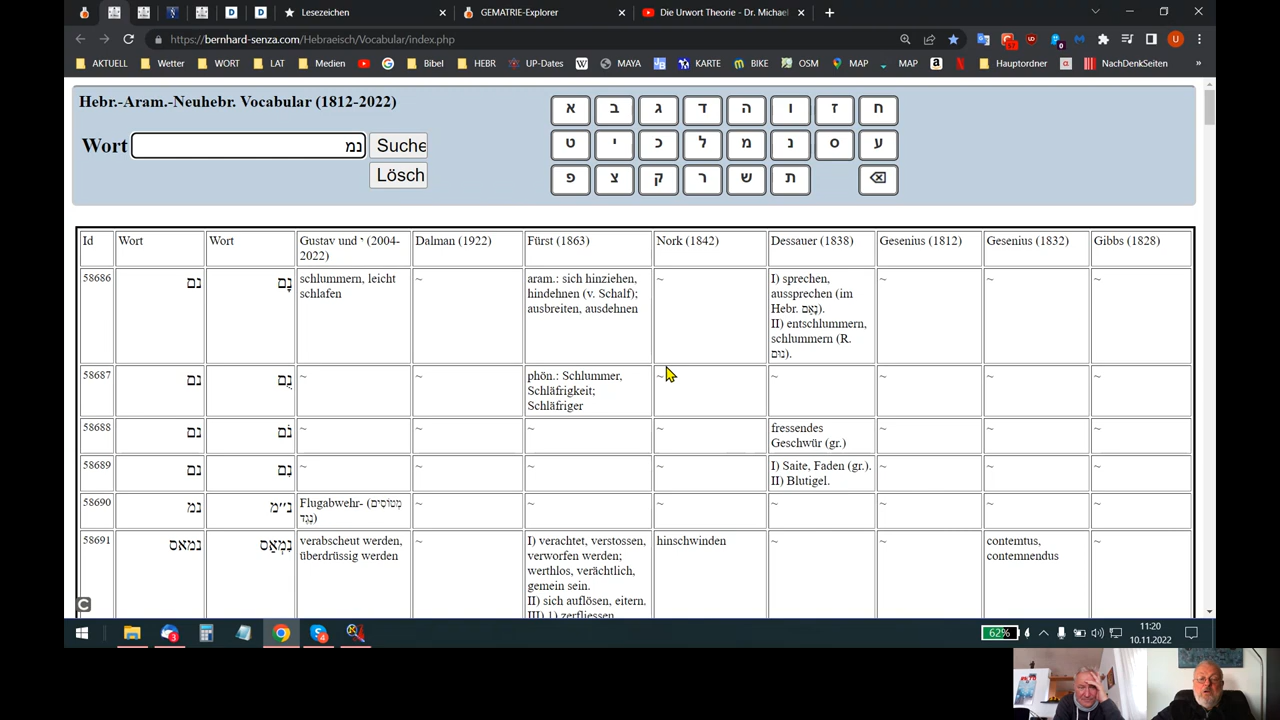 Lesezeichen
GEMATRIE-Explorer
Die Urwort Theorie - Dr. Michael
https://bernhard-senza.com/Hebraeisch/Vocabular/index.php
AKTUELL Wetter WORT LAT Medien Bibel HEBR UP-Dates MAYA KARTE BIKE OSM MAP MAP Hauptordner NachDenkSeiten »
Hebr.-Aram.-Neuhebr. Vocabular (1812-2022)
Wort נמ Suche
Lösch
א ב ג ד ה ו ז ח
ט י כ ל מ נ ס ע
פ צ ק ר ש ת
Id Wort Wort Gustav und י (2004-2022) Dalman (1922) Fürst (1863) Nork (1842) Dessauer (1838) Gesenius (1812) Gesenius (1832) Gibbs (1828)
58686
נם
נָם
schlummern, leicht
schlafen
~
aram.: sich hinziehen,
hindehnen (v. Schalf);
ausbreiten, ausdehnen
~
I) sprechen,
aussprechen (im
Hebr. נָאַם).
II) entschlummern,
schlummern (R.
נום).
~
~
~
58687
נם
נֻם
~
~
phön.: Schlummer,
Schläfrigkeit;
Schläfriger
~
~
~
~
~
58688
נם
נֹם
~
~
~
~
fressendes
Geschwür (gr.)
~
~
~
58689
נם
נִם
~
~
~
~
I) Saite, Faden (gr.).
II) Blutigel.
~
~
~
58690
נמ
נ״מ
Flugabwehr- (מְטוֹסִים
נֶגֶד)
~
~
~
~
~
~
~
58691
נמאס
נִמְאַס
verabscheut werden,
überdrüssig werden
~
I) verachtet, verstossen,
verworfen werden;
werthlos, verächtlich,
gemein sein.
II) sich auflösen, eitern.
III) 1) zerfliessen
hinschwinden
~
~
contemtus,
contemnendus
~
62%
11:20
10.11.2022